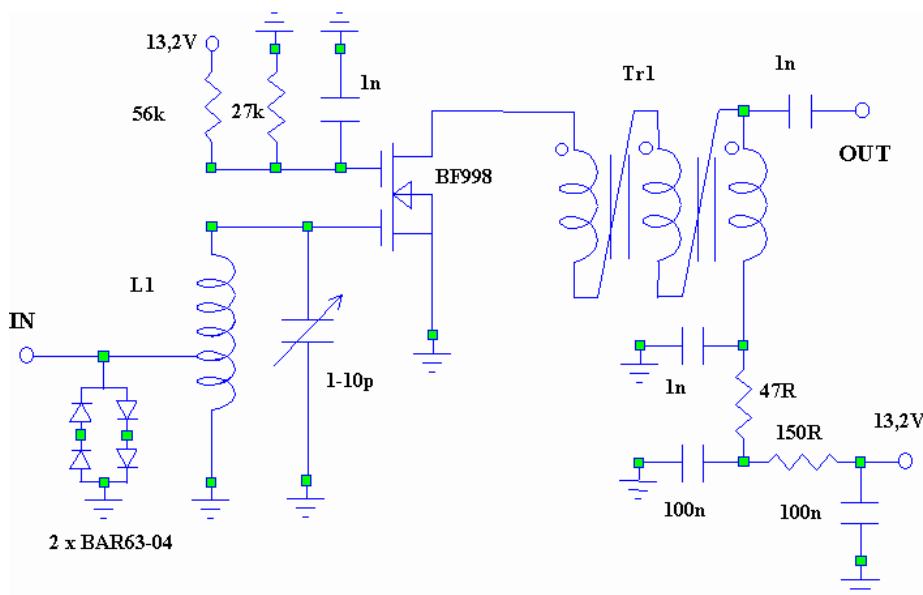 13,2V
56k
27k
1n
BF998
Tr1
1n
OUT
L1
IN
1-10p
1n
47R
150R
13,2V
100n
100n
2 x BAR63-04